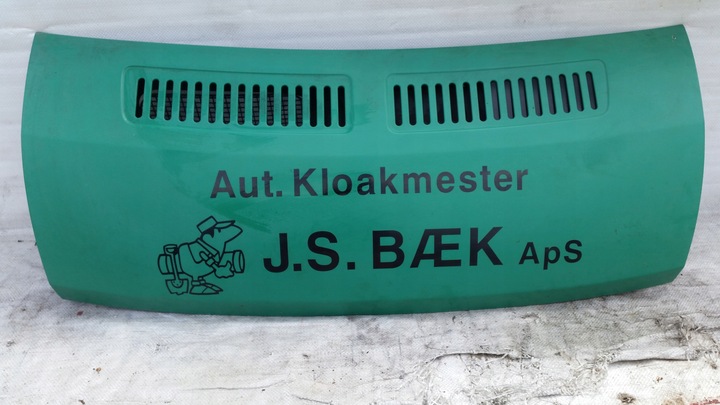 Aut. Kloakmester
J.S. BÆK ApS